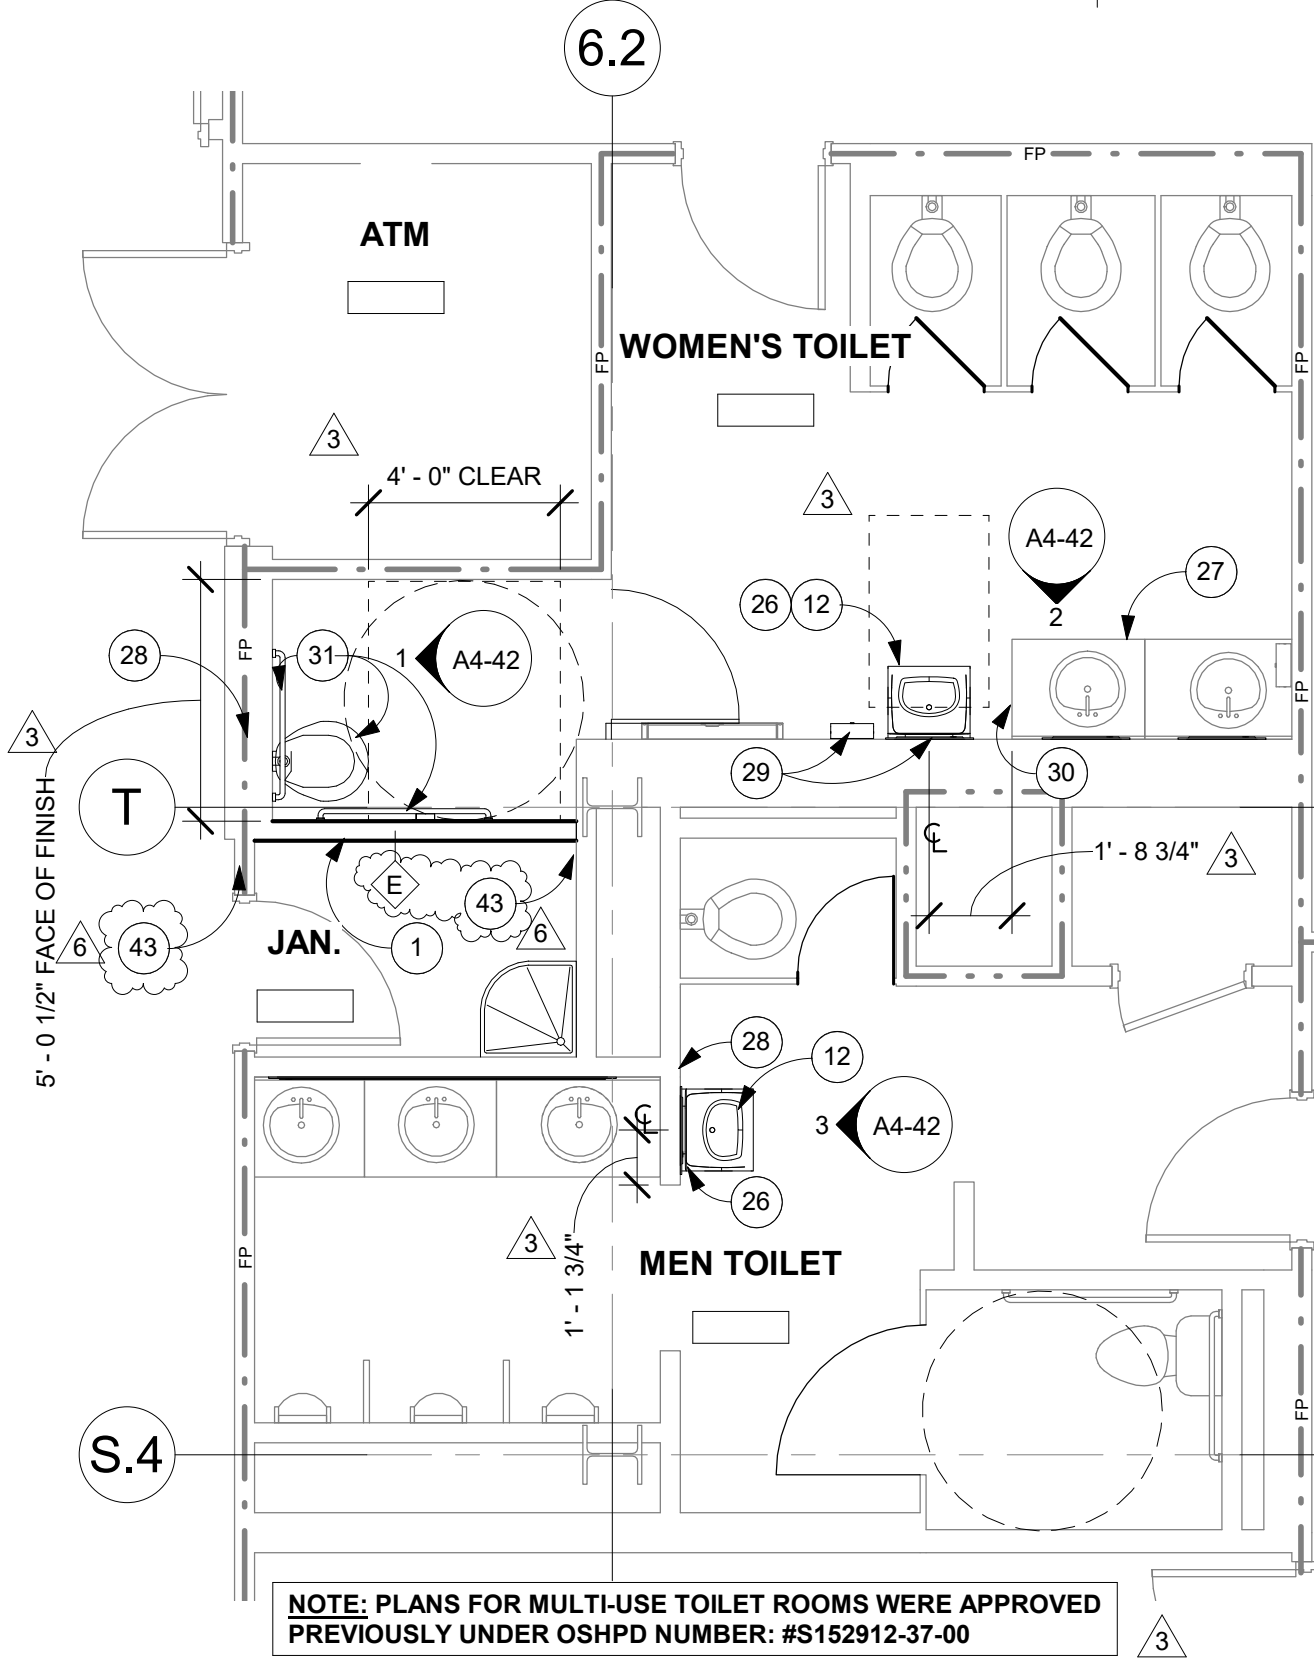 6.2
FP
ATM
WOMEN'S TOILET
FP
FP
3
4' - 0" CLEAR
3
A4-42
2
27
26 12
28
FP
31
1 A4-42
FP
3
5' - 0 1/2" FACE OF FINISH
T
29
30
CL
1' - 8 3/4" 3
E
43
6
6 43
JAN.
1
28
12
CL
3 A4-42
26
3
1' - 1 3/4"
FP
MEN TOILET
FP
S.4
NOTE: PLANS FOR MULTI-USE TOILET ROOMS WERE APPROVED
PREVIOUSLY UNDER OSHPD NUMBER: #S152912-37-00
3